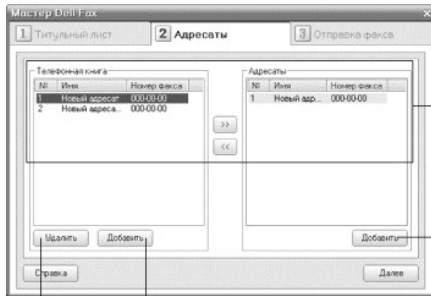 Мастер Dell Fax
1 Титульный лист 2 Адресаты 3 Отправка факса
Телефонная книга Адресаты
№ Имя Номер факса № Имя Номер факса
1 Новый адресат 000-00-00 1 Новый адр... 000-00-00
2 Новый адреса... 000-00-00
>>
<<
Удалить Добавить Добавить
Справка Далее